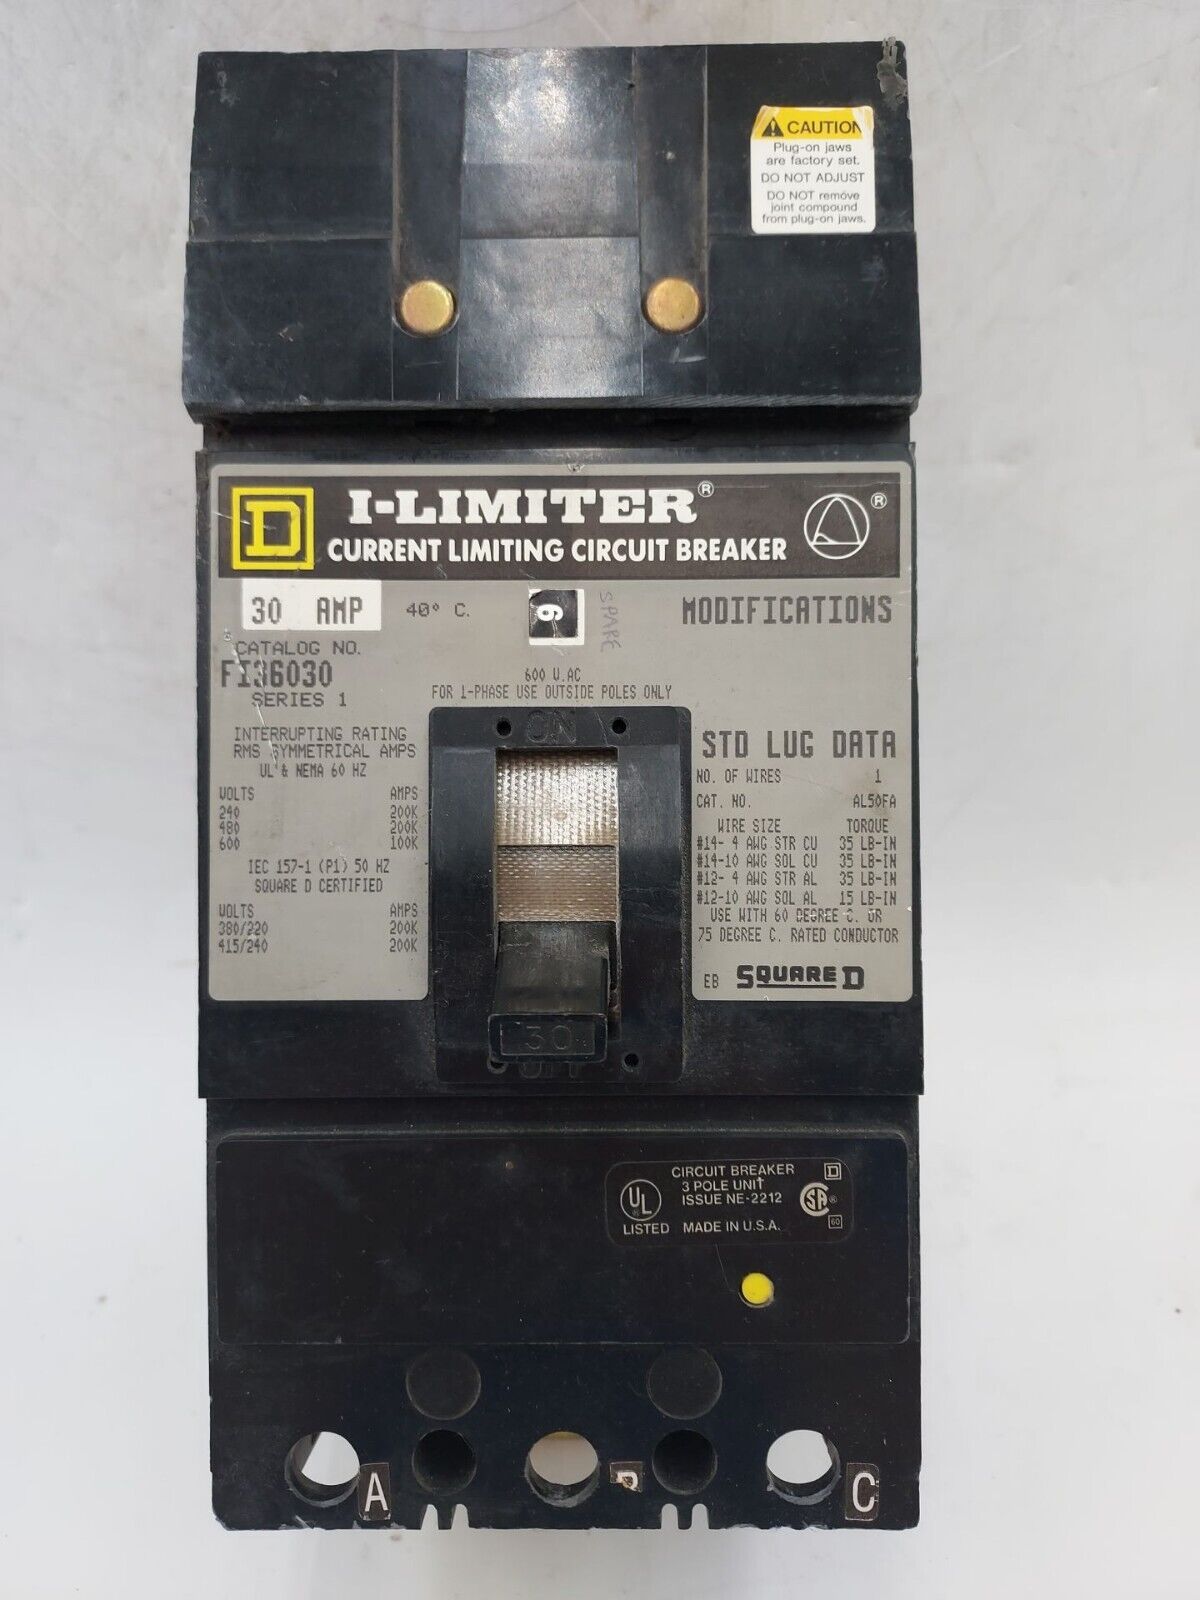 CAUTION
Plug-on jaws
are factory set.
DO NOT ADJUST
DO NOT remove
joint compound
from plug-on jaws.
D
I-LIMITER®
CURRENT LIMITING CIRCUIT BREAKER
®
30 AMP
40° C.
SPARE
MODIFICATIONS
CATALOG NO.
FI36030
SERIES 1
600 V.AC
FOR 1-PHASE USE OUTSIDE POLES ONLY
INTERRUPTING RATING
RMS SYMMETRICAL AMPS
UL & NEMA 60 HZ
VOLTS AMPS
240 200K
480 200K
600 100K
IEC 157-1 (P1) 50 HZ
SQUARE D CERTIFIED
VOLTS AMPS
380/220 200K
415/240 200K
ON
30
OFF
STD LUG DATA
NO. OF WIRES 1
CAT. NO. AL50FA
WIRE SIZE TORQUE
#14- 4 AWG STR CU 35 LB-IN
#14-10 AWG SOL CU 35 LB-IN
#12- 4 AWG STR AL 35 LB-IN
#12-10 AWG SOL AL 15 LB-IN
USE WITH 60 DEGREE C. OR
75 DEGREE C. RATED CONDUCTOR
EB SQUARE D
UL ®
LISTED
CIRCUIT BREAKER
3 POLE UNIT
ISSUE NE-2212
MADE IN U.S.A.
D
SA ®
60
A
B
C